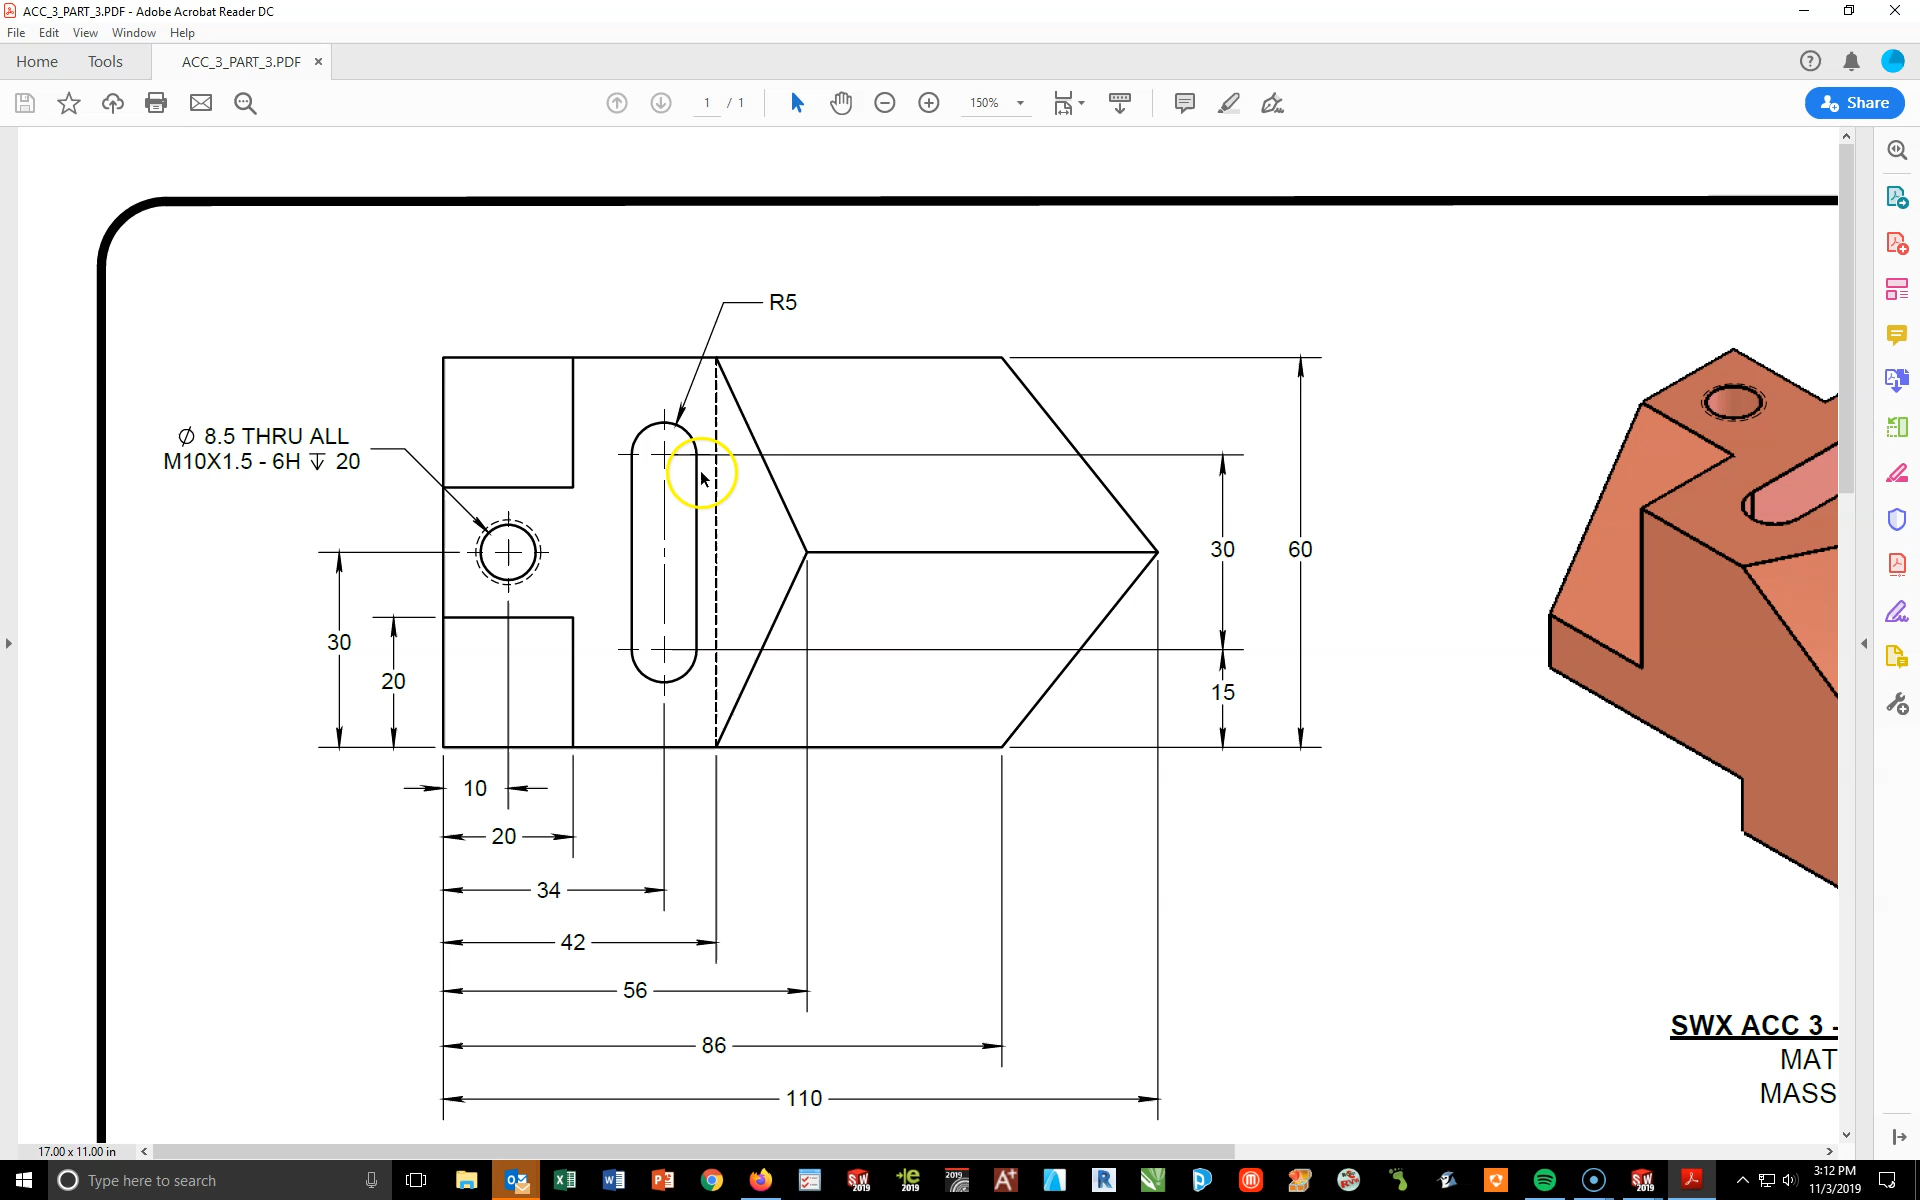 ACC_3_PART_3.PDF - Adobe Acrobat Reader DC
File Edit View Window Help
Home Tools ACC_3_PART_3.PDF ×
1 / 1 150% Share
R5
∅ 8.5 THRU ALL
M10X1.5 - 6H ↧ 20
30
20
30
60
15
10
20
34
42
56
86
110
SWX ACC 3 -
MAT
MASS
17.00 x 11.00 in
Type here to search
SW 2019
e 2019
2019
A+
SW 2019
3:12 PM
11/3/2019